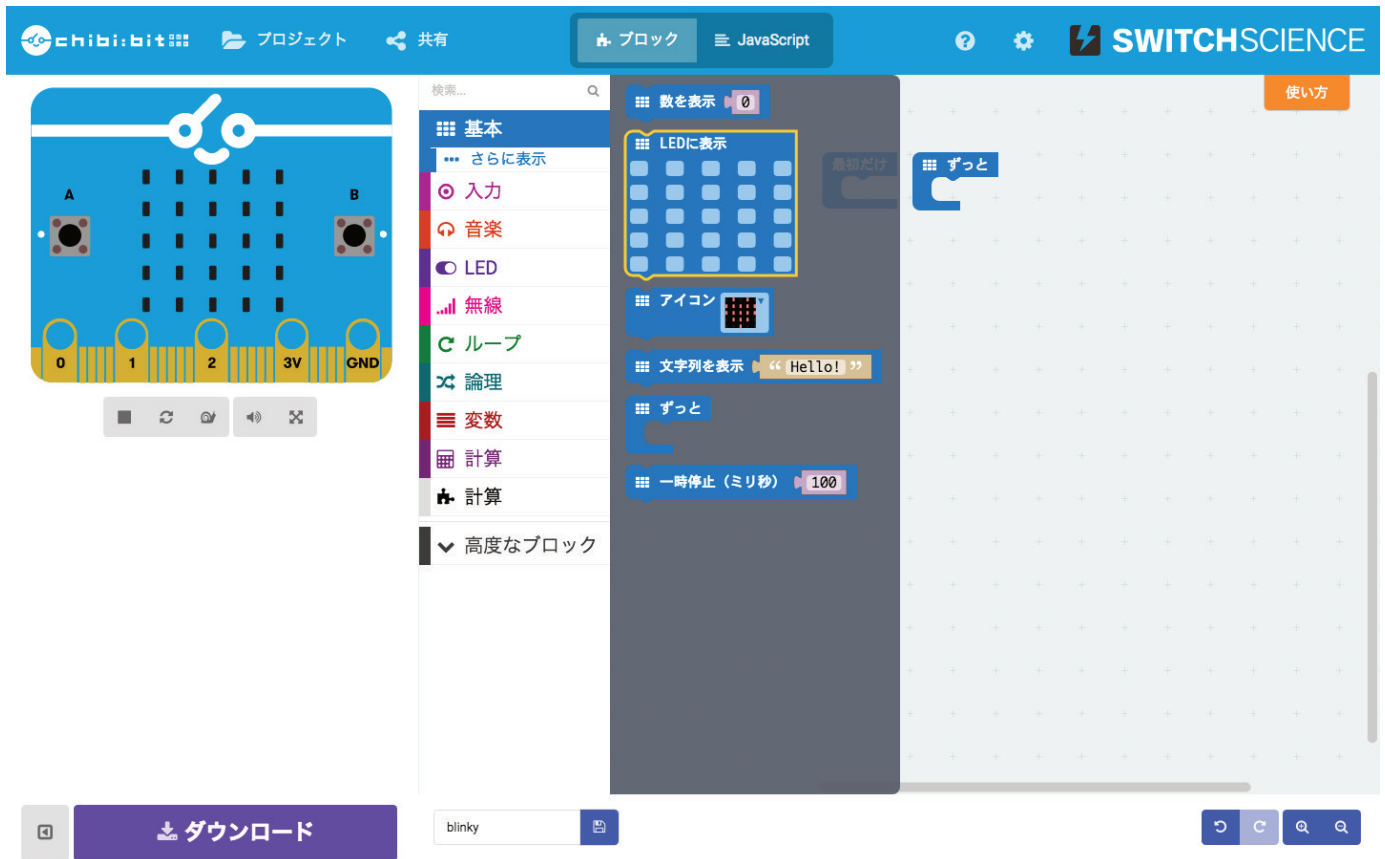 chibi:bit
プロジェクト
共有
ブロック
JavaScript
SWITCHSCIENCE
A
B
0
1
2
3V
GND
検索...
基本
さらに表示
入力
音楽
LED
無線
ループ
論理
変数
計算
計算
高度なブロック
数を表示 0
LEDに表示
アイコン
文字列を表示 “ Hello! ”
ずっと
一時停止（ミリ秒） 100
最初だけ
ずっと
使い方
ダウンロード
blinky